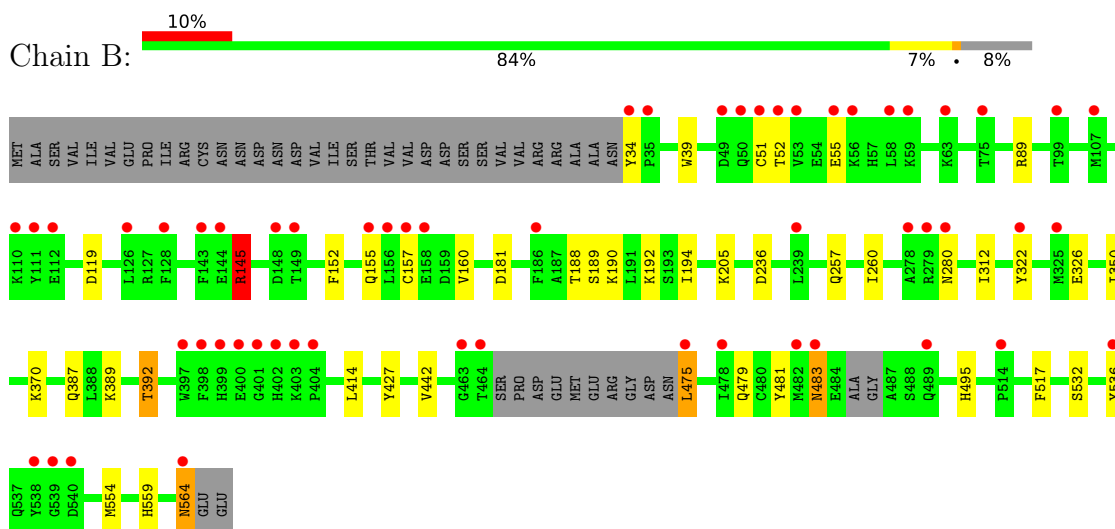 10%
Chain B:
84% 7% • 8%
MET ALA SER VAL ILE VAL GLU PRO ILE ARG CYS ASN ASN ASP ASN ASP VAL ILE SER THR VAL VAL ASP ASP SER SER VAL VAL ARG ARG ALA ALA ASN Y34 P35 W39 D49 Q50 C51 T52 V53 E54 E55 K56 H57 L58 K59 K63 T75 R89 T99 M107
K110 Y111 E112 D119 L126 R127 F128 F143 E144 R145 D148 T149 F152 Q155 L156 C157 E158 D159 V160 D181 F186 A187 T188 S189 K190 L191 K192 S193 I194 K205 D236 L239 Q257 I260 A278 R279 N280 I312 Y322 M325 E326
K370 Q387 L388 K389 T392 W397 F398 H399 E400 G401 H402 K403 P404 L414 Y427 V442 G463 T464 SER PRO ASP GLU MET GLU ARG GLY ASP ASN L475 I478 Q479 C480 Y481 M482 N483 E484 ALA GLY A487 S488 Q489 H495 P514 F517 S532 Y536
Q537 Y538 G539 D540 M554 H559 N564 GLU GLU